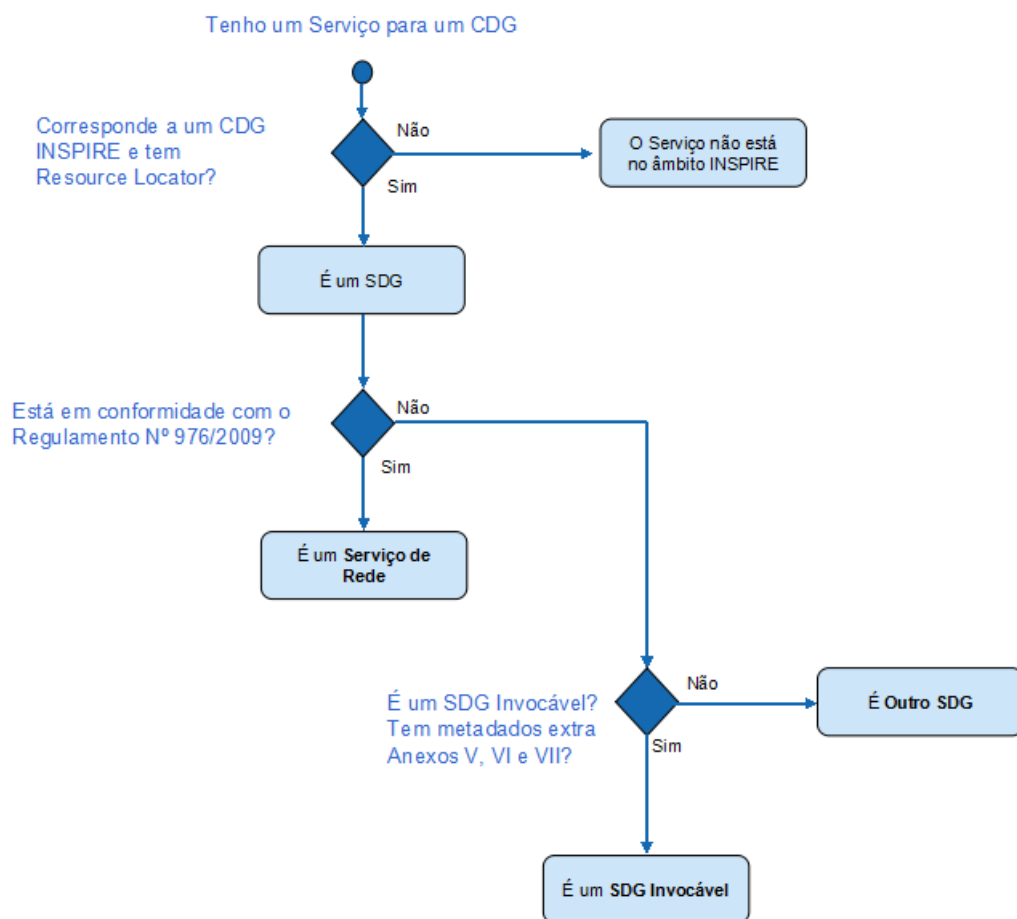 Tenho um Serviço para um CDG
Corresponde a um CDG
INSPIRE e tem
Resource Locator?
Não
O Serviço não está
no âmbito INSPIRE
Sim
É um SDG
Está em conformidade com o
Regulamento Nº 976/2009?
Não
Sim
É um Serviço de
Rede
É um SDG Invocável?
Tem metadados extra
Anexos V, VI e VII?
Não
É Outro SDG
Sim
É um SDG Invocável